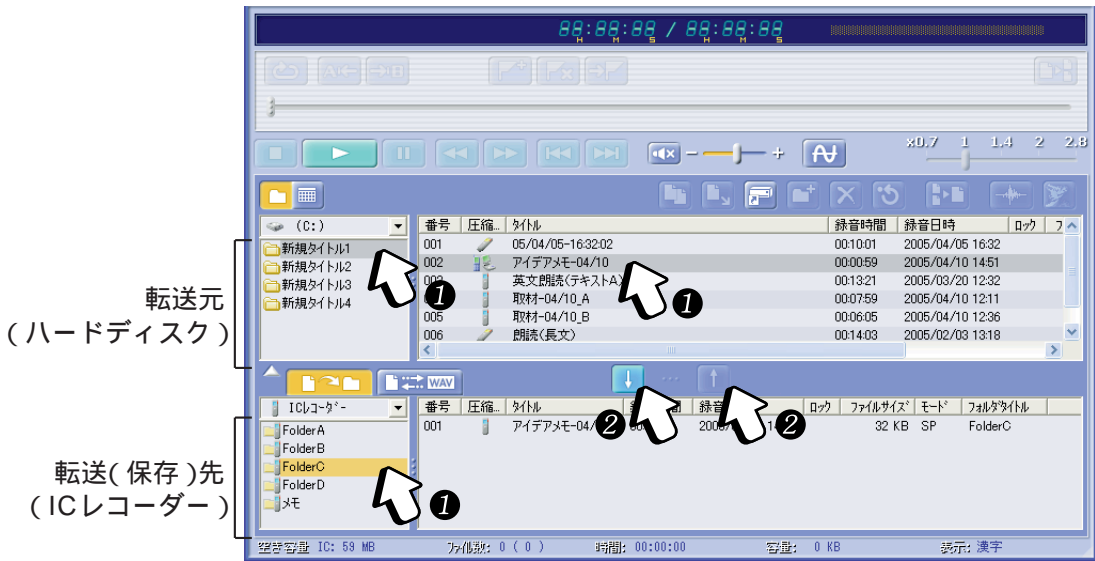 88:88:88 / 88:88:88
H M S H M S
A B
x0.7 1 1.4 2 2.8
転送元
(ハードディスク)
(C:)
新規タイトル1
新規タイトル2
新規タイトル3
新規タイトル4
番号 圧縮... タイトル 録音時間 録音日時 ロック フ
001 05/04/05-16:32:02 00:10:01 2005/04/05 16:32
002 アイデアメモ-04/10 00:00:59 2005/04/10 14:51
003 英文朗読(テキストA) 00:13:21 2005/03/20 12:32
取材-04/10_A 00:07:59 2005/04/10 12:11
005 取材-04/10_B 00:06:05 2005/04/10 12:36
006 朗読(長文) 00:14:03 2005/02/03 13:18
❶ ❶
WAV
❷ ❷
転送(保存)先
(ICレコーダー)
ICレコーダー
FolderA
FolderB
FolderC
FolderD
メモ
❶
番号 圧縮... タイトル 録音 ロック ファイルサイズ モード フォルダタイトル
001 アイデアメモ-04/ 32 KB SP FolderC
空き容量 IC: 59 MB ファイル数: 0 ( 0 ) 時間: 00:00:00 容量: 0 KB 表示: 漢字